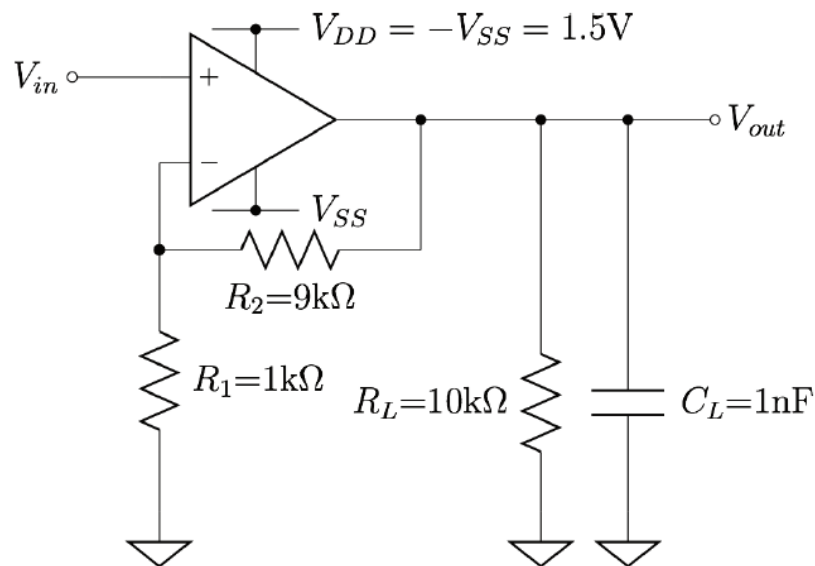 V_{DD} = −V_{SS} = 1.5V
V_{in}
+
−
V_{out}
V_{SS}
R_2=9kΩ
R_1=1kΩ
R_L=10kΩ
C_L=1nF